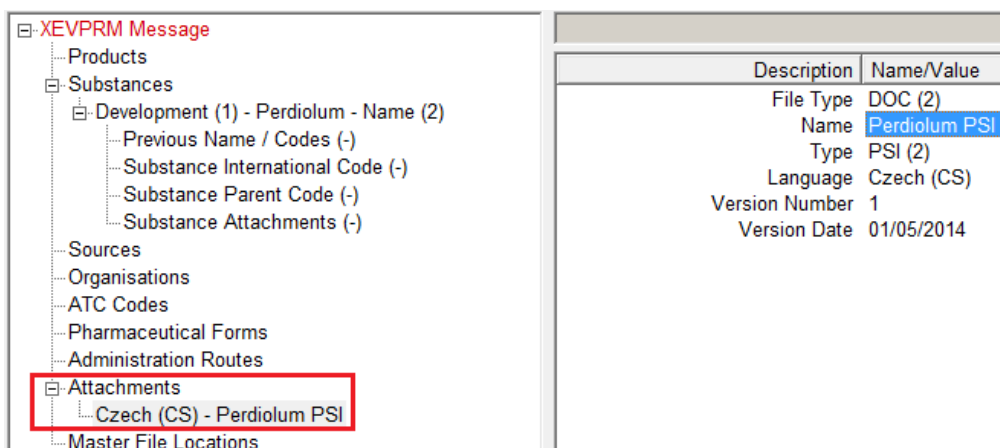 XEVPRM Message
Products
Substances
Development (1) - Perdiolum - Name (2)
Previous Name / Codes (-)
Substance International Code (-)
Substance Parent Code (-)
Substance Attachments (-)
Sources
Organisations
ATC Codes
Pharmaceutical Forms
Administration Routes
Attachments
Czech (CS) - Perdiolum PSI
Master File Locations
Description Name/Value
File Type DOC (2)
Name Perdiolum PSI
Type PSI (2)
Language Czech (CS)
Version Number 1
Version Date 01/05/2014